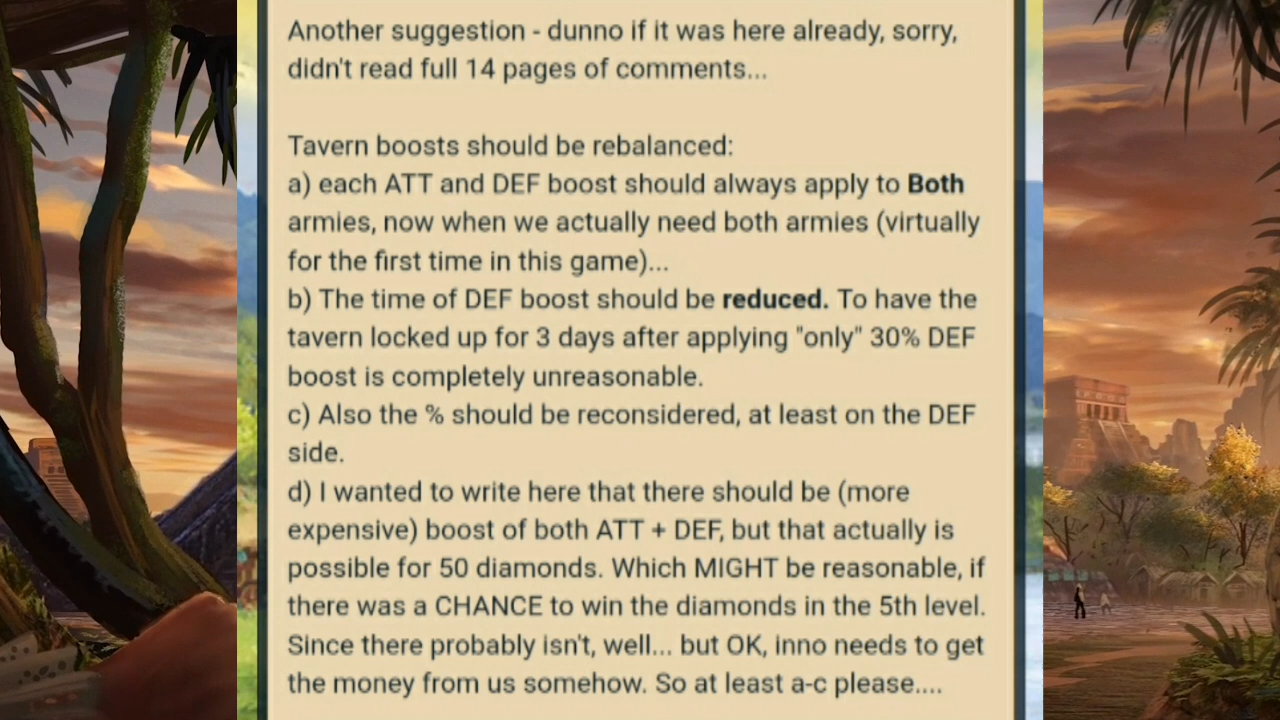 Another suggestion - dunno if it was here already, sorry,
didn't read full 14 pages of comments...
Tavern boosts should be rebalanced:
a) each ATT and DEF boost should always apply to Both
armies, now when we actually need both armies (virtually
for the first time in this game)...
b) The time of DEF boost should be reduced. To have the
tavern locked up for 3 days after applying "only" 30% DEF
boost is completely unreasonable.
c) Also the % should be reconsidered, at least on the DEF
side.
d) I wanted to write here that there should be (more
expensive) boost of both ATT + DEF, but that actually is
possible for 50 diamonds. Which MIGHT be reasonable, if
there was a CHANCE to win the diamonds in the 5th level.
Since there probably isn't, well... but OK, inno needs to get
the money from us somehow. So at least a-c please....